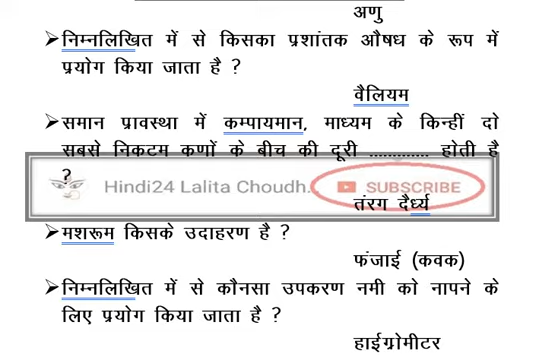 अणु
➢निम्नलिखित में से किसका प्रशांतक औषध के रूप में
प्रयोग किया जाता है ?
वैलियम
➢समान प्रावस्था में कम्पायमान, माध्यम के किन्हीं दो
सबसे निकटम कणों के बीच की दूरी ............. होती है
?
Hindi24 Lalita Choudh. SUBSCRIBE
तंरग दैर्ध्य
➢मशरूम किसके उदाहरण है ?
फंजाई (कवक)
➢निम्नलिखित में से कौनसा उपकरण नमी को नापने के
लिए प्रयोग किया जाता है ?
हाईग्रोमीटर